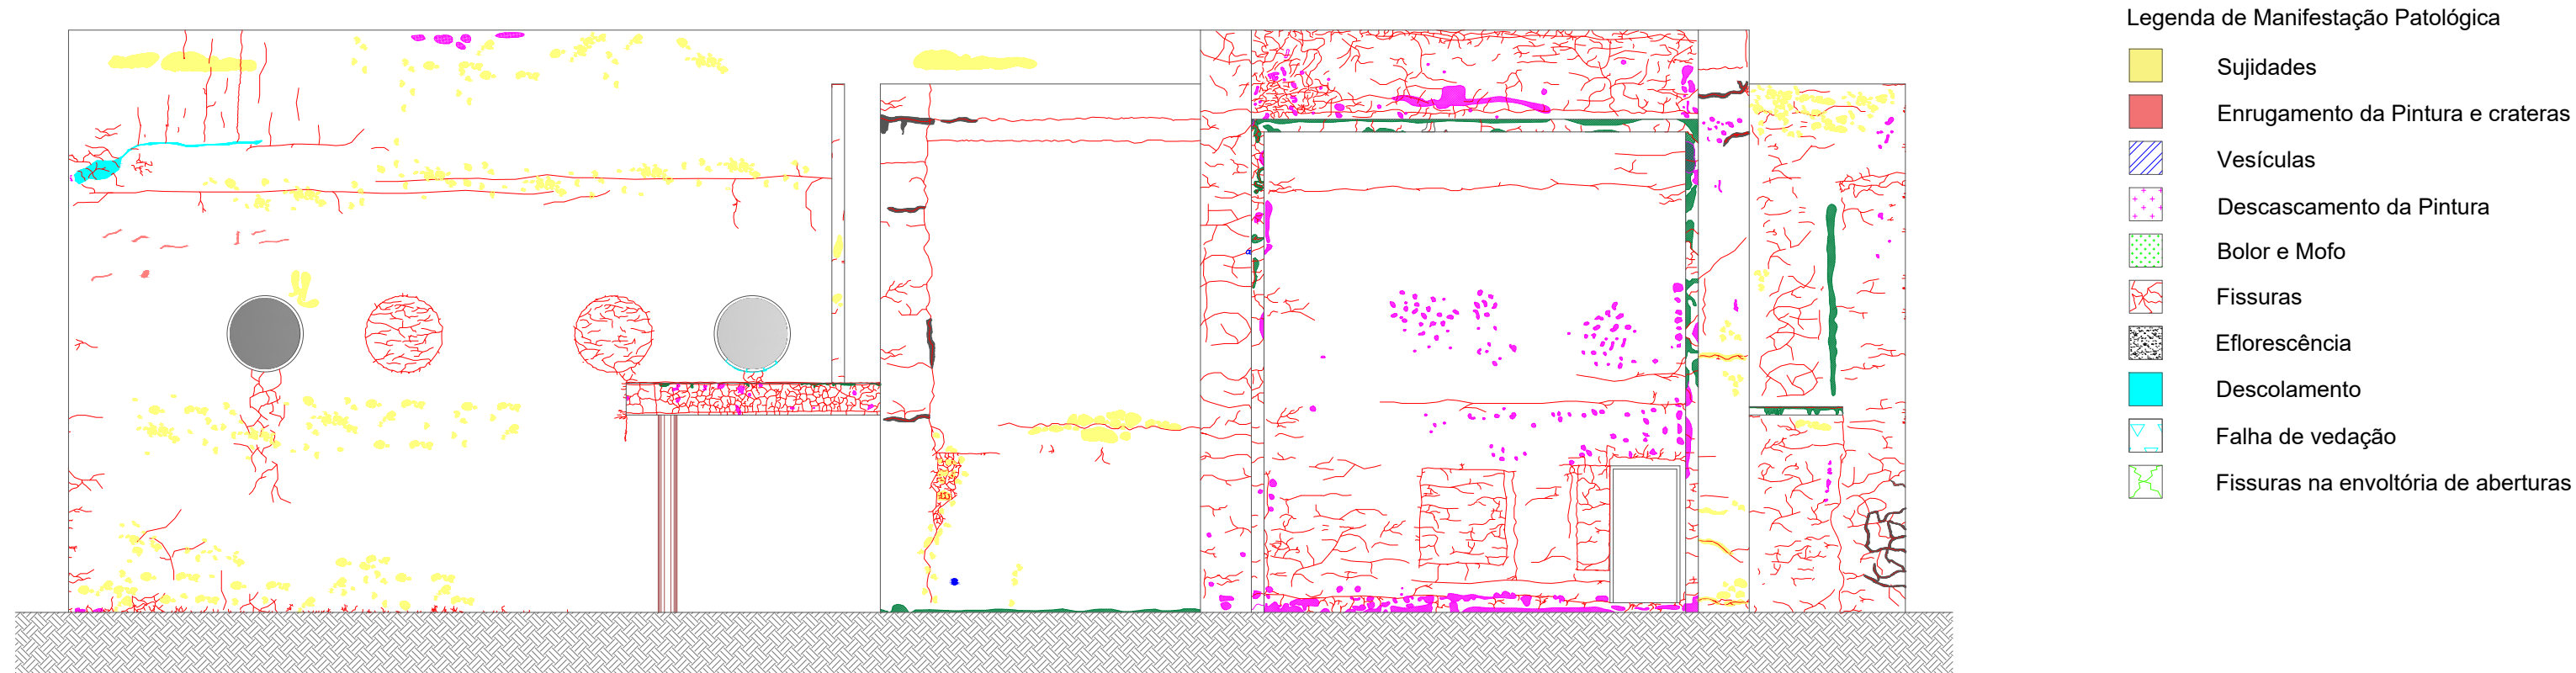 Legenda de Manifestação Patológica
Sujidades
Enrugamento da Pintura e crateras
Vesículas
Descascamento da Pintura
Bolor e Mofo
Fissuras
Eflorescência
Descolamento
Falha de vedação
Fissuras na envoltória de aberturas